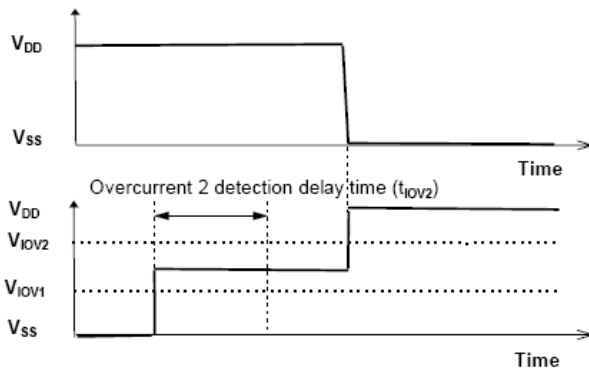 VDD
VSS
Time
Overcurrent 2 detection delay time (tIOV2)
VDD
VIOV2
VIOV1
VSS
Time